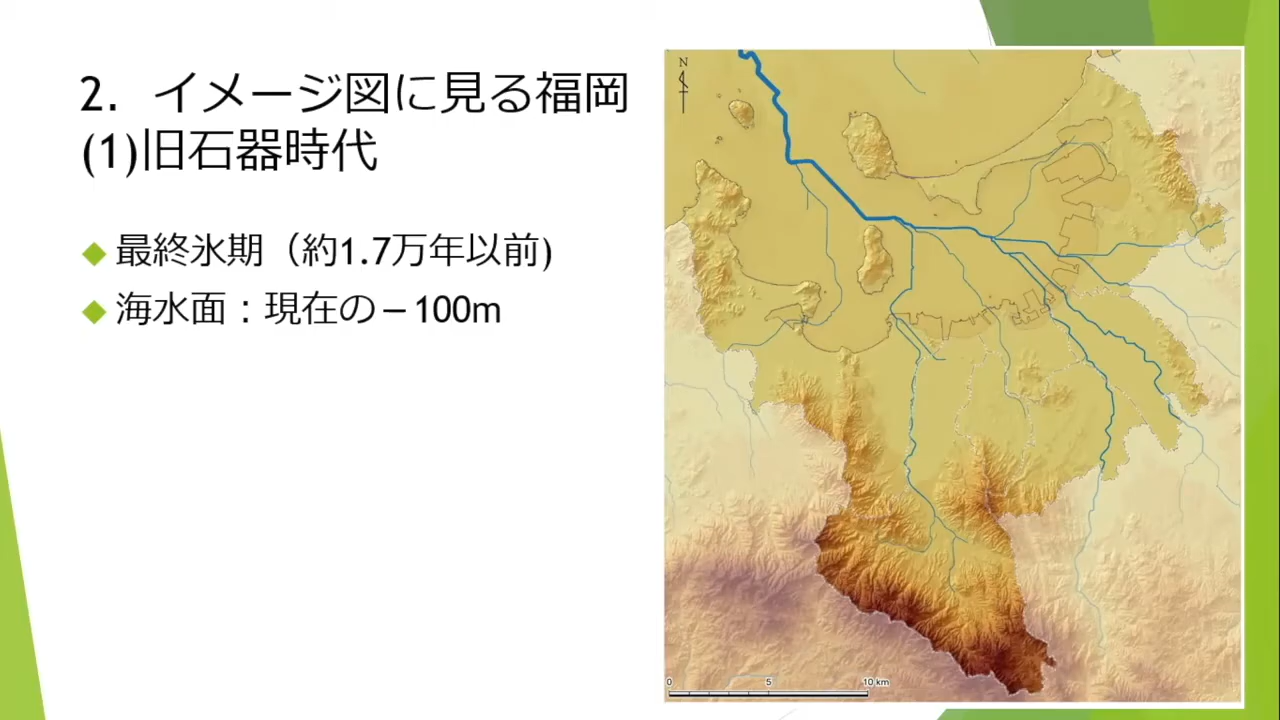 2. イメージ図に見る福岡
(1)旧石器時代
最終氷期（約1.7万年以前)
海水面：現在の－100m
N
0 5 10 km